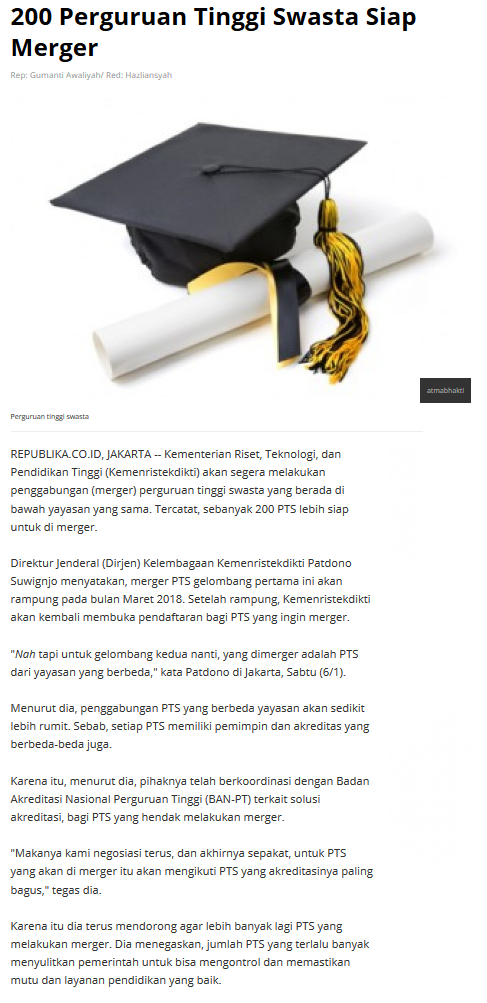 200 Perguruan Tinggi Swasta Siap
Merger
Rep: Gumanti Awaliyah/ Red: Hazliansyah
atmabhakti
Perguruan tinggi swasta
REPUBLIKA.CO.ID, JAKARTA -- Kementerian Riset, Teknologi, dan
Pendidikan Tinggi (Kemenristekdikti) akan segera melakukan
penggabungan (merger) perguruan tinggi swasta yang berada di
bawah yayasan yang sama. Tercatat, sebanyak 200 PTS lebih siap
untuk di merger.
Direktur Jenderal (Dirjen) Kelembagaan Kemenristekdikti Patdono
Suwignjo menyatakan, merger PTS gelombang pertama ini akan
rampung pada bulan Maret 2018. Setelah rampung, Kemenristekdikti
akan kembali membuka pendaftaran bagi PTS yang ingin merger.
"Nah tapi untuk gelombang kedua nanti, yang dimerger adalah PTS
dari yayasan yang berbeda," kata Patdono di Jakarta, Sabtu (6/1).
Menurut dia, penggabungan PTS yang berbeda yayasan akan sedikit
lebih rumit. Sebab, setiap PTS memiliki pemimpin dan akreditas yang
berbeda-beda juga.
Karena itu, menurut dia, pihaknya telah berkoordinasi dengan Badan
Akreditasi Nasional Perguruan Tinggi (BAN-PT) terkait solusi
akreditasi, bagi PTS yang hendak melakukan merger.
"Makanya kami negosiasi terus, dan akhirnya sepakat, untuk PTS
yang akan di merger itu akan mengikuti PTS yang akreditasinya paling
bagus," tegas dia.
Karena itu dia terus mendorong agar lebih banyak lagi PTS yang
melakukan merger. Dia menegaskan, jumlah PTS yang terlalu banyak
menyulitkan pemerintah untuk bisa mengontrol dan memastikan
mutu dan layanan pendidikan yang baik.